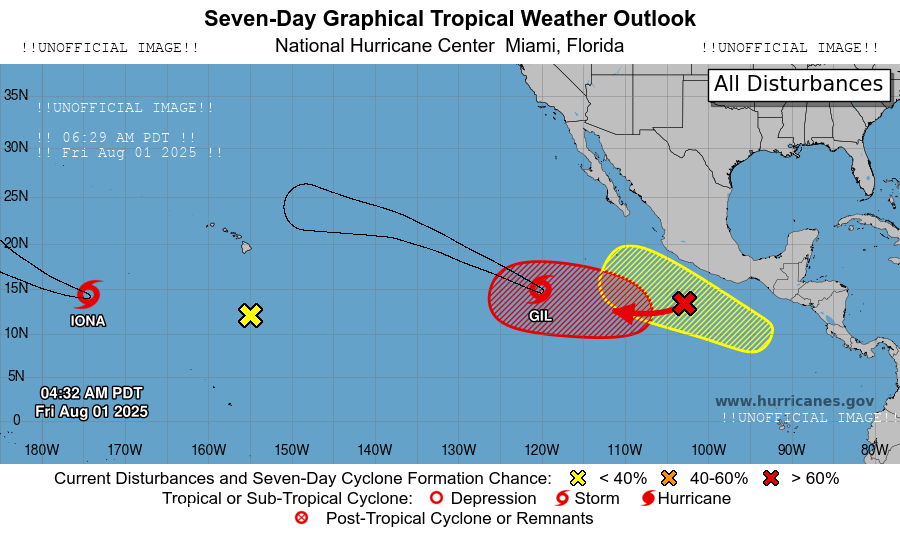 Seven-Day Graphical Tropical Weather Outlook
!!UNOFFICIAL IMAGE!! National Hurricane Center  Miami, Florida !!UNOFFICIAL IMAGE!!
All Disturbances
35N
!!UNOFFICIAL IMAGE!!
!! 06:29 AM PDT !!
30N
!! Fri Aug 01 2025 !!
25N
20N
15N
IONA
GIL
10N
5N
04:32 AM PDT
Fri Aug 01 2025
www.hurricanes.gov
!!UNOFFICIAL IMAGE!!
0
180W 170W 160W 150W 140W 130W 120W 110W 100W 90W 80W
Current Disturbances and Seven-Day Cyclone Formation Chance: < 40% 40-60% > 60%
Tropical or Sub-Tropical Cyclone: Depression Storm Hurricane
Post-Tropical Cyclone or Remnants